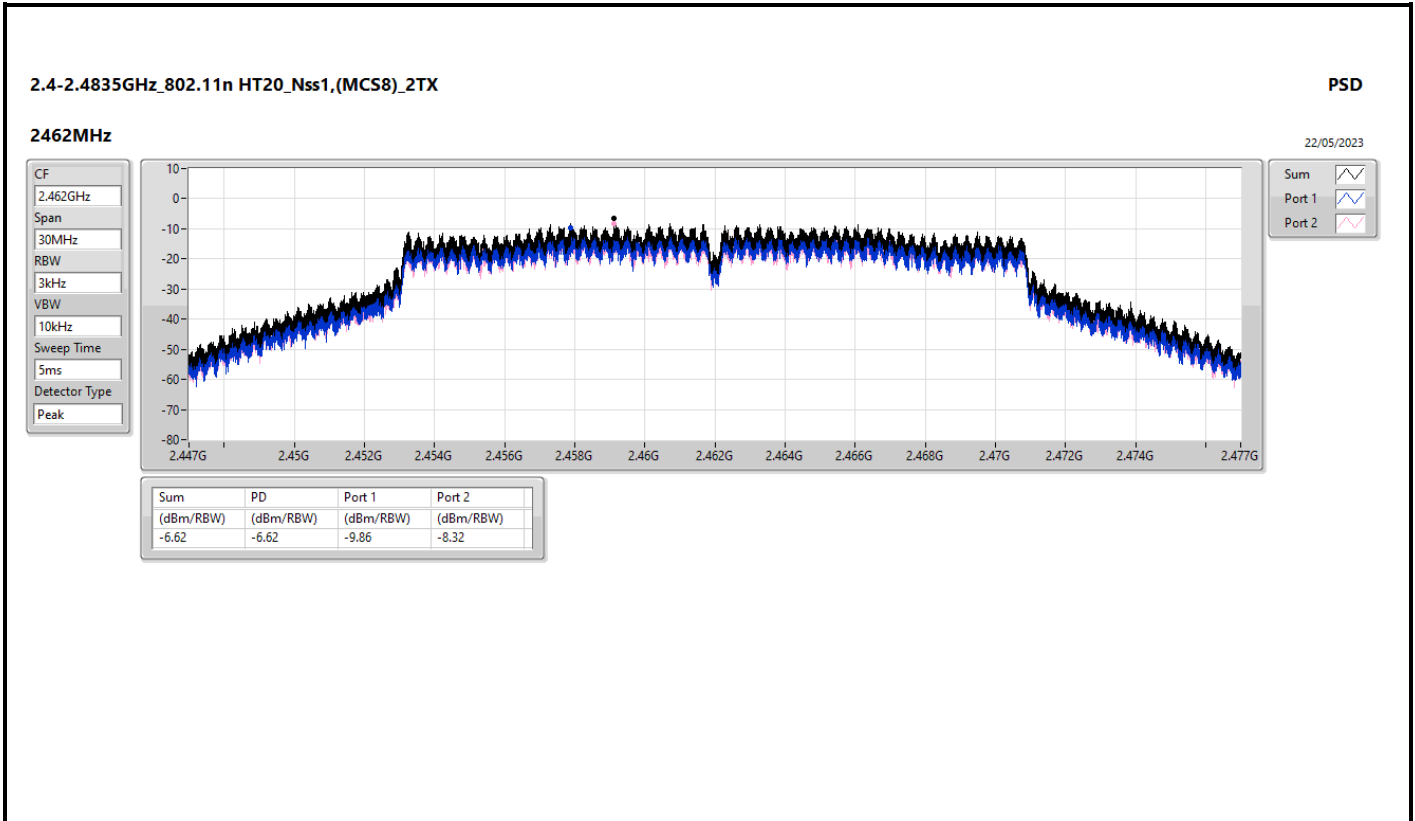 2.4-2.4835GHz_802.11n HT20_Nss1,(MCS8)_2TX
PSD
2462MHz
22/05/2023
CF
2.462GHz
Span
30MHz
RBW
3kHz
VBW
10kHz
Sweep Time
5ms
Detector Type
Peak
10
0
-10
-20
-30
-40
-50
-60
-70
-80
2.447G 2.45G 2.452G 2.454G 2.456G 2.458G 2.46G 2.462G 2.464G 2.466G 2.468G 2.47G 2.472G 2.474G 2.477G
Sum
Port 1
Port 2
Sum PD Port 1 Port 2
(dBm/RBW) (dBm/RBW) (dBm/RBW) (dBm/RBW)
-6.62 -6.62 -9.86 -8.32